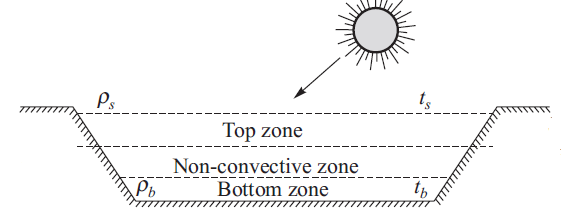 ρs ts
Top zone
Non-convective zone
ρb Bottom zone tb